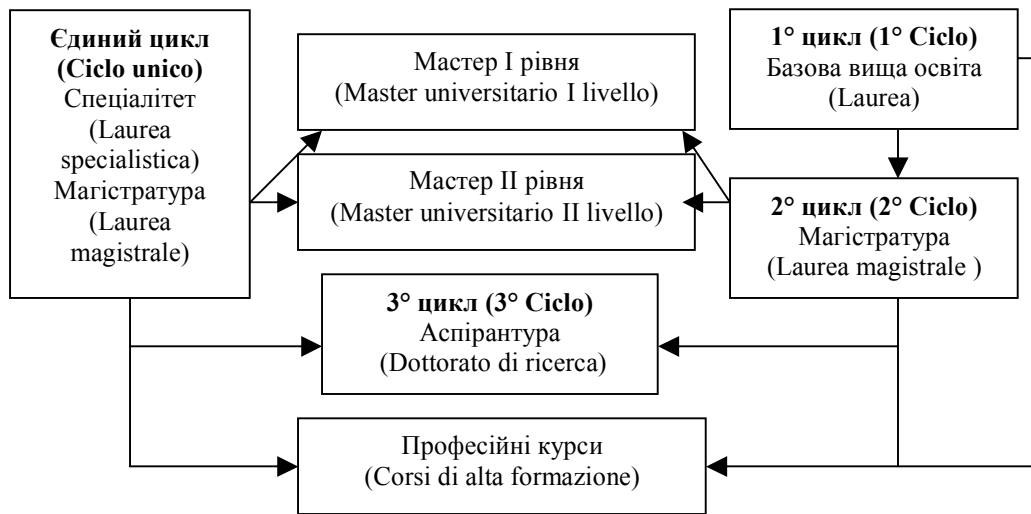 Єдиний цикл
(Ciclo unico)
Спеціалітет
(Laurea
specialistica)
Магістратура
(Laurea
magistrale)
Мастер I рівня
(Master universitario I livello)
Мастер II рівня
(Master universitario II livello)
1° цикл (1° Ciclo)
Базова вища освіта
(Laurea)
2° цикл (2° Ciclo)
Магістратура
(Laurea magistrale )
3° цикл (3° Ciclo)
Аспірантура
(Dottorato di ricerca)
Професійні курси
(Corsi di alta formazione)